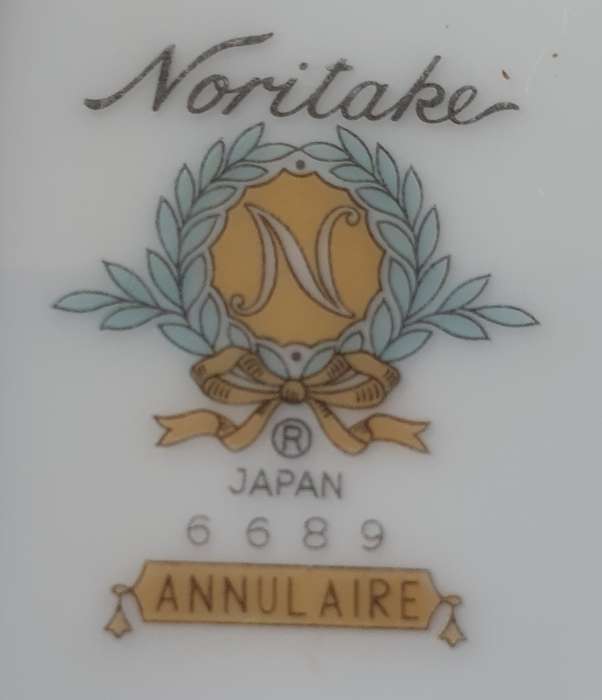 Noritake
N
®
JAPAN
6689
ANNULAIRE